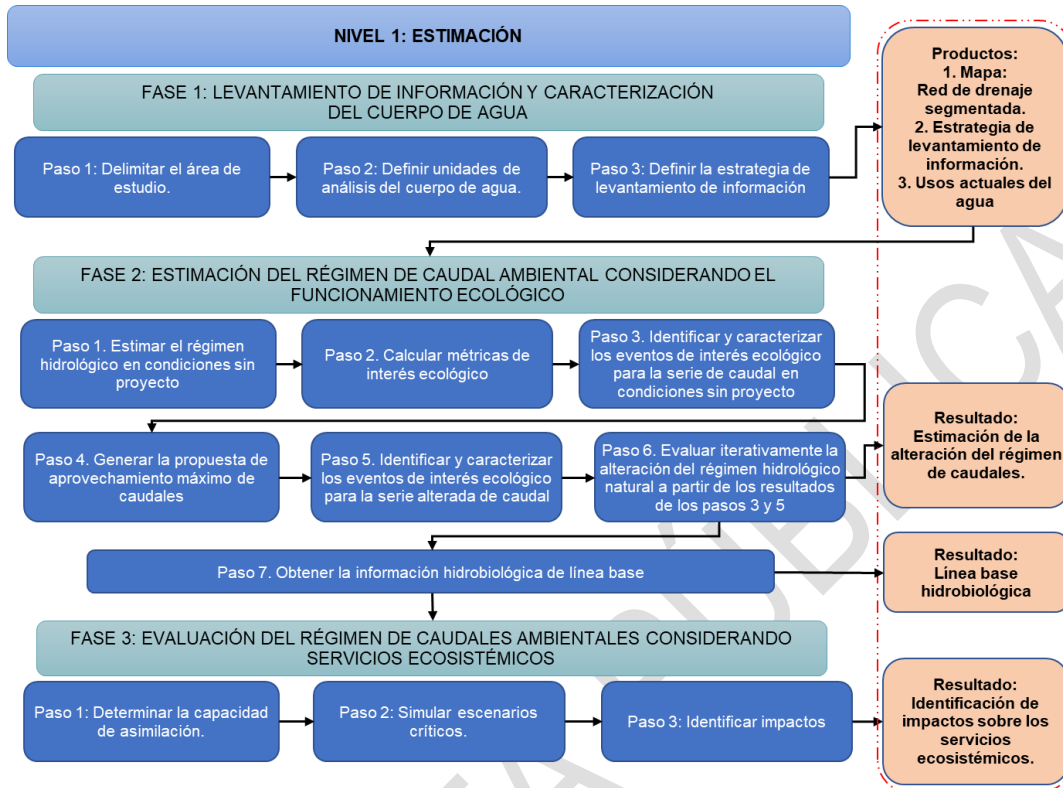 NIVEL 1: ESTIMACIÓN
FASE 1: LEVANTAMIENTO DE INFORMACIÓN Y CARACTERIZACIÓN
DEL CUERPO DE AGUA
Paso 1: Delimitar el área de
estudio.
Paso 2: Definir unidades de
análisis del cuerpo de agua.
Paso 3: Definir la estrategia de
levantamiento de información
Productos:
1. Mapa:
Red de drenaje
segmentada.
2. Estrategia de
levantamiento de
información.
3. Usos actuales del
agua
FASE 2: ESTIMACIÓN DEL RÉGIMEN DE CAUDAL AMBIENTAL CONSIDERANDO EL
FUNCIONAMIENTO ECOLÓGICO
Paso 1. Estimar el régimen
hidrológico en condiciones sin
proyecto
Paso 2. Calcular métricas de
interés ecológico
Paso 3. Identificar y caracterizar
los eventos de interés ecológico
para la serie de caudal en
condiciones sin proyecto
Paso 4. Generar la propuesta de
aprovechamiento máximo de
caudales
Paso 5. Identificar y caracterizar
los eventos de interés ecológico
para la serie alterada de caudal
Paso 6. Evaluar iterativamente la
alteración del régimen hidrológico
natural a partir de los resultados
de los pasos 3 y 5
Resultado:
Estimación de la
alteración del régimen
de caudales.
Paso 7. Obtener la información hidrobiológica de línea base
Resultado:
Línea base
hidrobiológica
FASE 3: EVALUACIÓN DEL RÉGIMEN DE CAUDALES AMBIENTALES CONSIDERANDO
SERVICIOS ECOSISTÉMICOS
Paso 1: Determinar la capacidad
de asimilación.
Paso 2: Simular escenarios
críticos.
Paso 3: Identificar impactos
Resultado:
Identificación de
impactos sobre los
servicios
ecosistémicos.